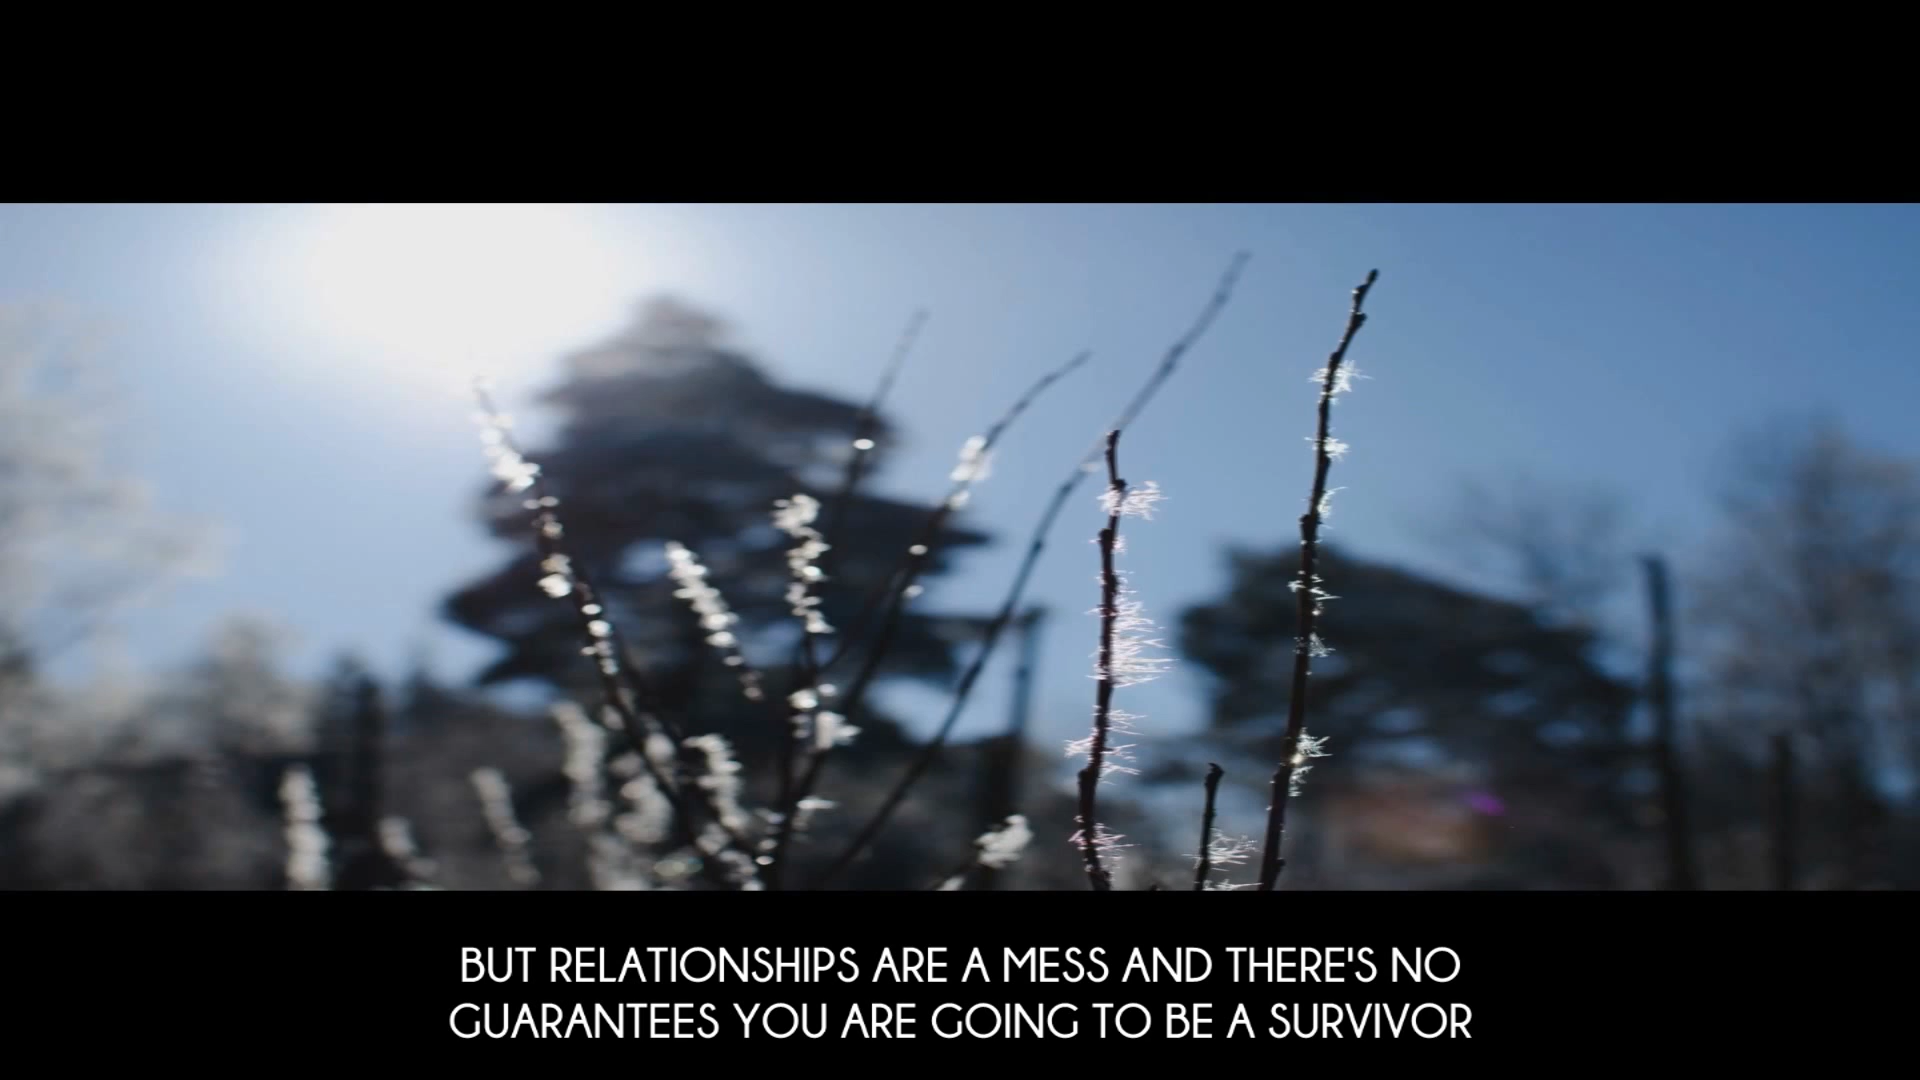 BUT RELATIONSHIPS ARE A MESS AND THERE'S NO
GUARANTEES YOU ARE GOING TO BE A SURVIVOR